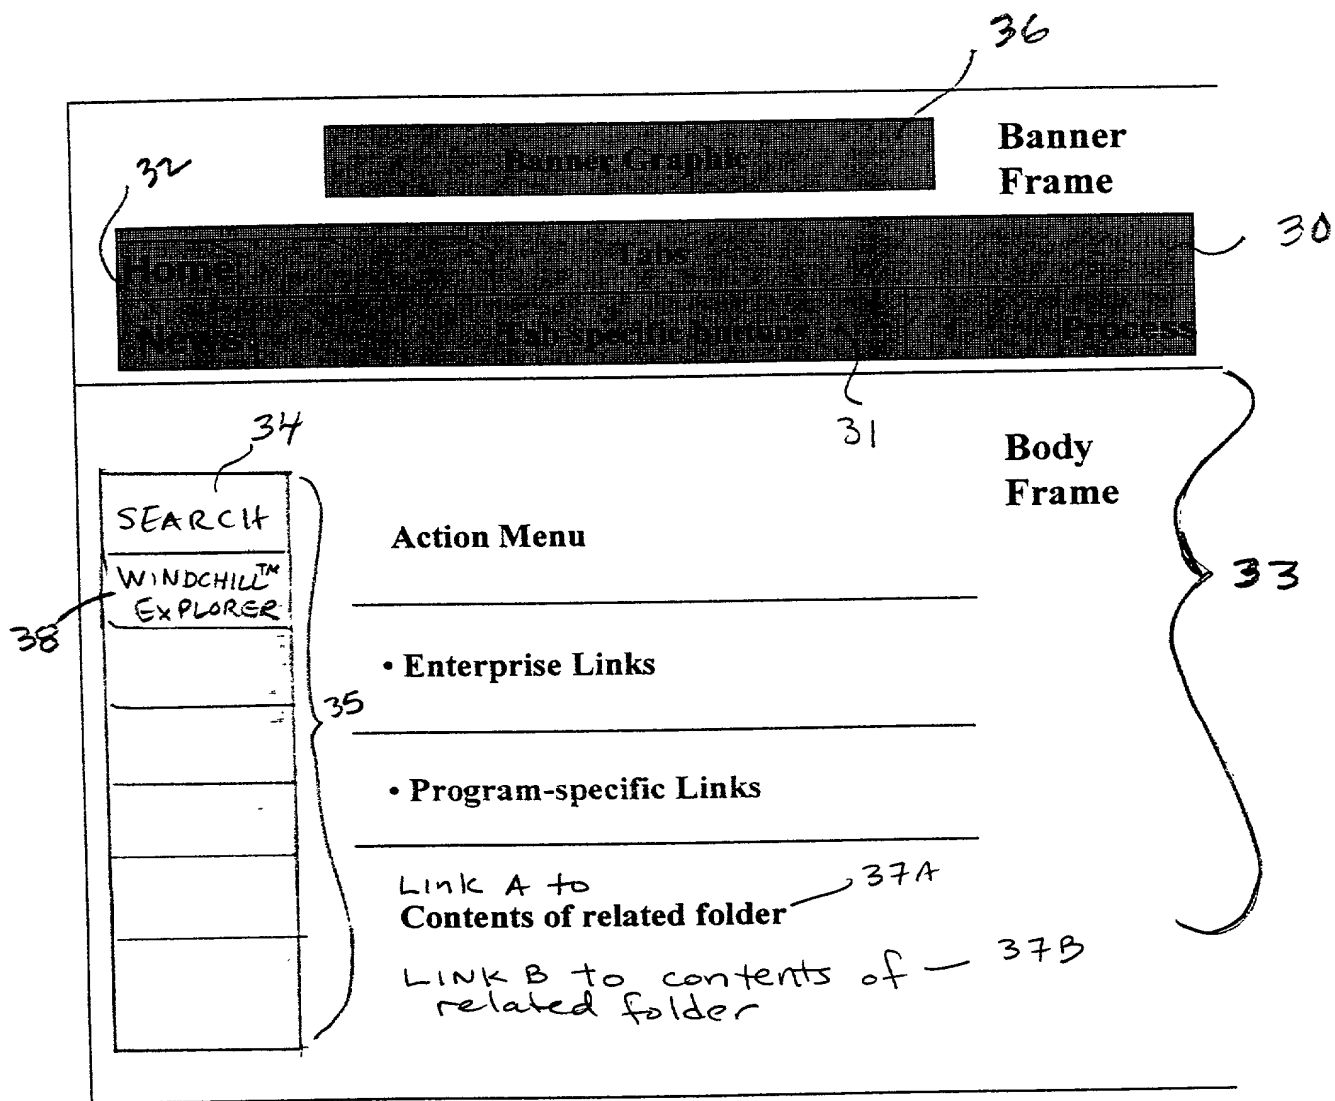 36
Banner Graphic
Banner
Frame
32
30
Home
Tabs
News
Tab-specific buttons
Process
31
34
Body
Frame
SEARCH
Action Menu
WINDCHILL™
EXPLORER
33
38
• Enterprise Links
35
• Program-specific Links
Link A to
37A
Contents of related folder
LINK B to contents of
37B
related folder